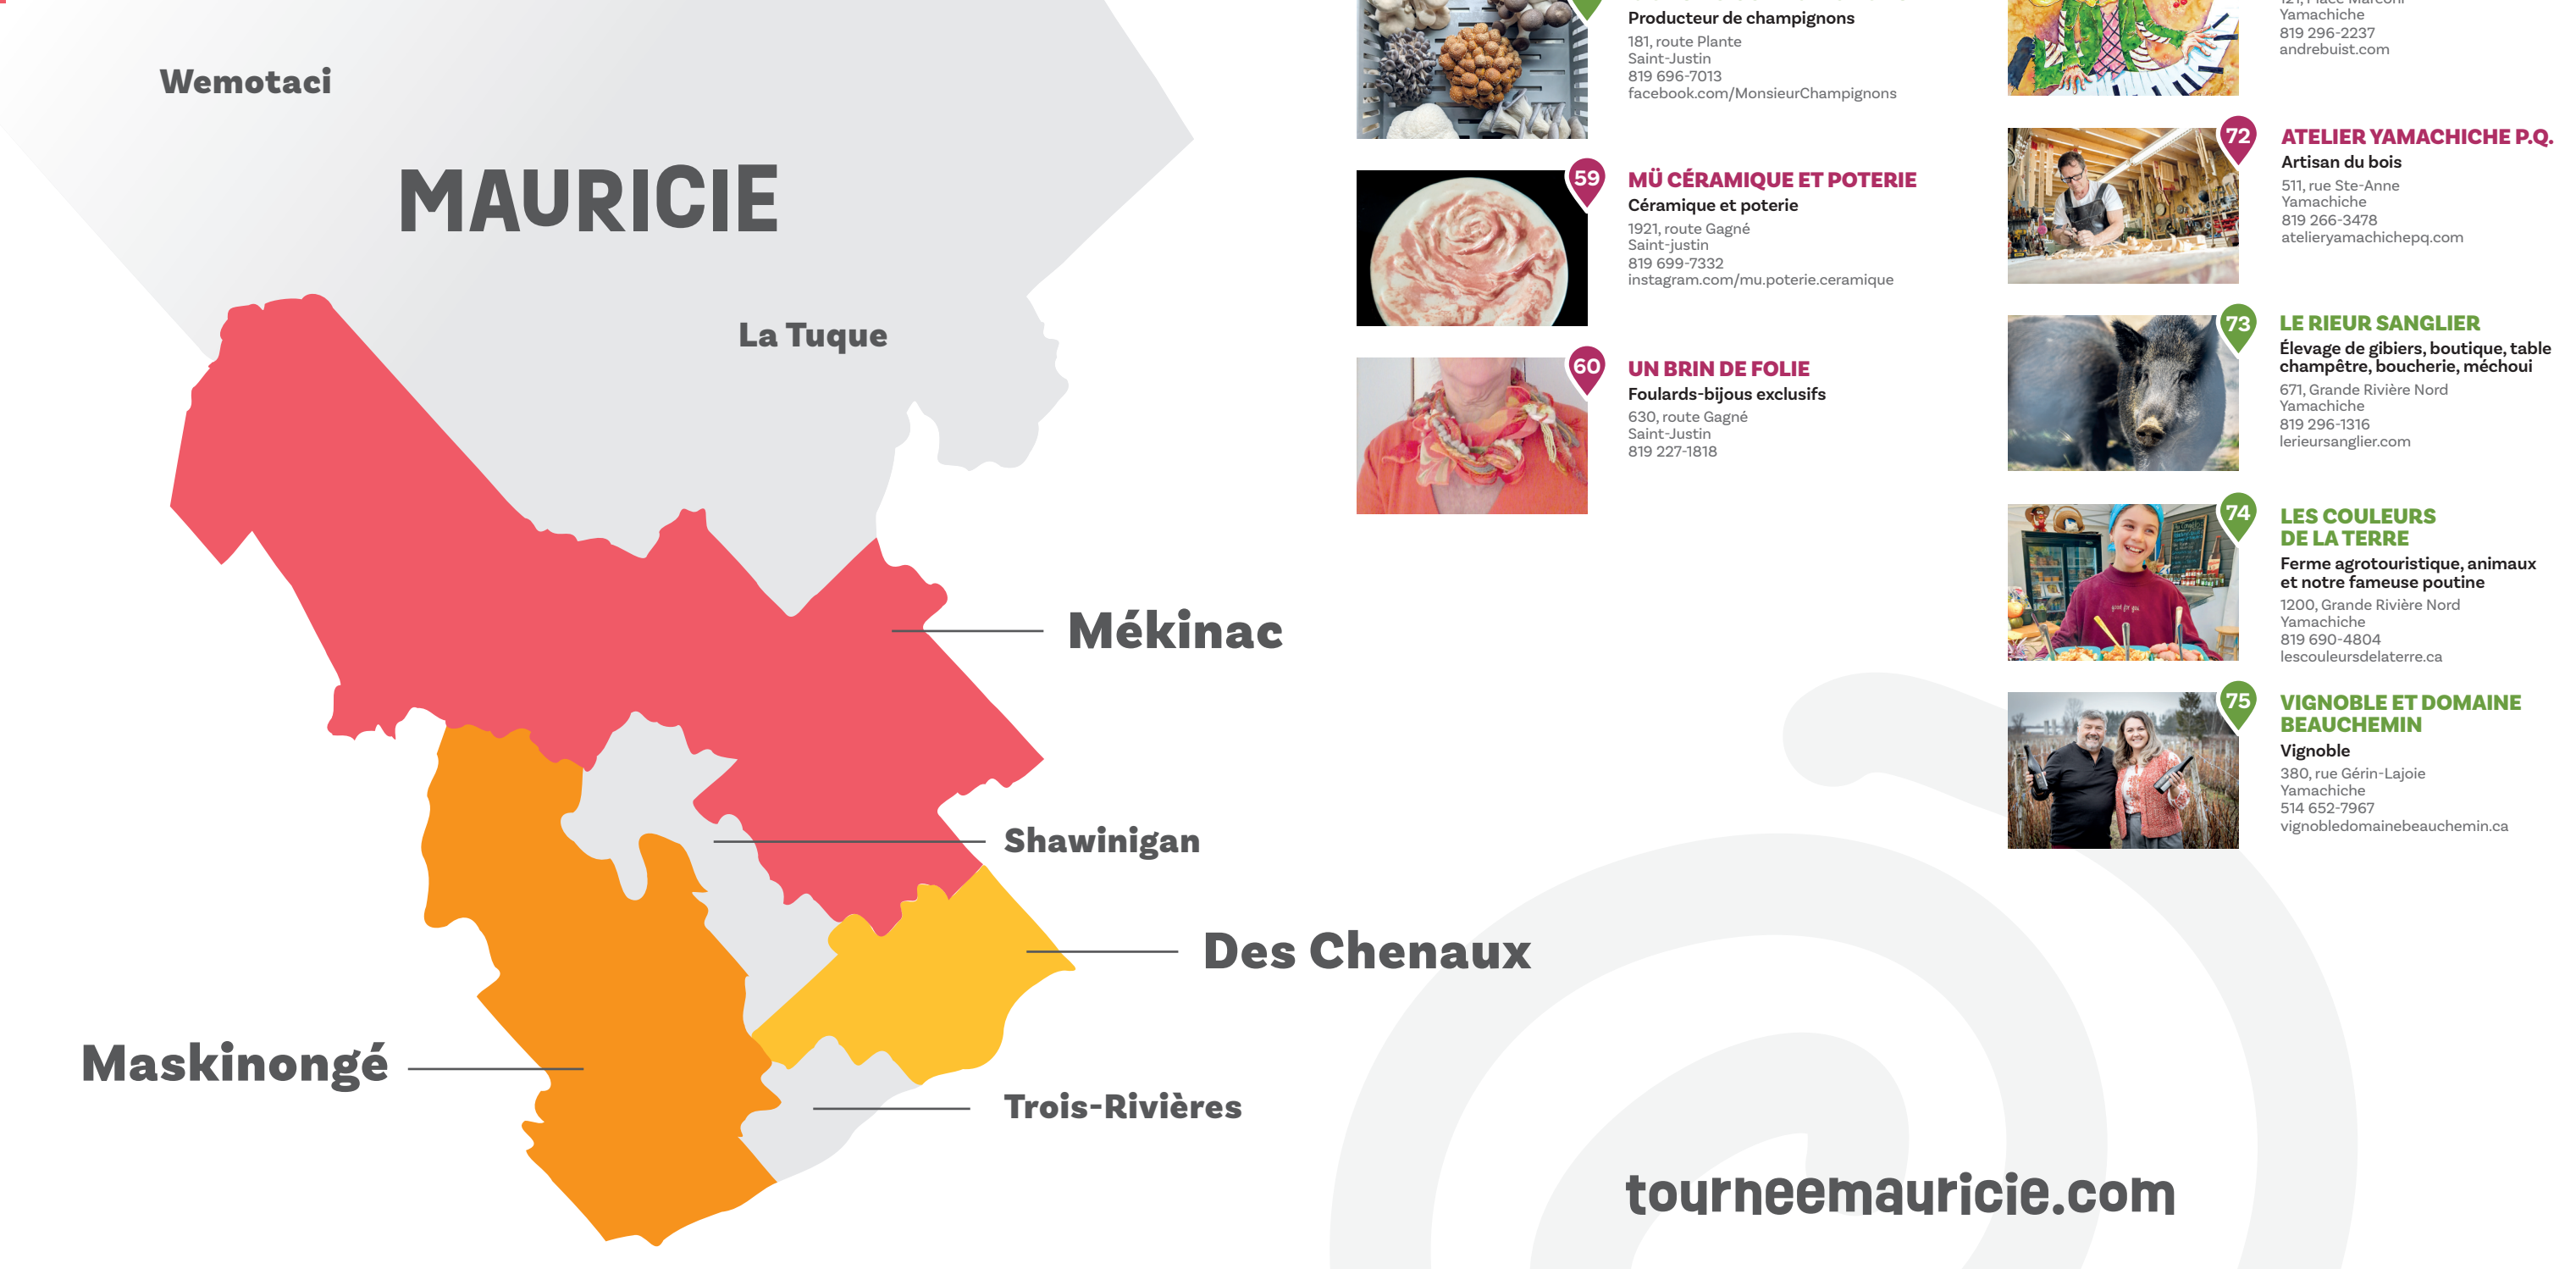 Wemotaci
MAURICIE
La Tuque
Mékinac
Shawinigan
Des Chenaux
Maskinongé
Trois-Rivières
Producteur de champignons
181, route Plante
Saint-Justin
819 696-7013
facebook.com/MonsieurChampignons
59
MÜ CÉRAMIQUE ET POTERIE
Céramique et poterie
1921, route Gagné
Saint-justin
819 699-7332
instagram.com/mu.poterie.ceramique
60
UN BRIN DE FOLIE
Foulards-bijoux exclusifs
630, route Gagné
Saint-Justin
819 227-1818
Yamachiche
819 296-2237
andrebuist.com
72
ATELIER YAMACHICHE P.Q.
Artisan du bois
511, rue Ste-Anne
Yamachiche
819 266-3478
atelieryamachichepq.com
73
LE RIEUR SANGLIER
Élevage de gibiers, boutique, table
champêtre, boucherie, méchoui
671, Grande Rivière Nord
Yamachiche
819 296-1316
lerieursanglier.com
74
LES COULEURS
DE LA TERRE
Ferme agrotouristique, animaux
et notre fameuse poutine
1200, Grande Rivière Nord
Yamachiche
819 690-4804
lescouleursdelaterre.ca
75
VIGNOBLE ET DOMAINE
BEAUCHEMIN
Vignoble
380, rue Gérin-Lajoie
Yamachiche
514 652-7967
vignobledomainebeauchemin.ca
tourneemauricie.com